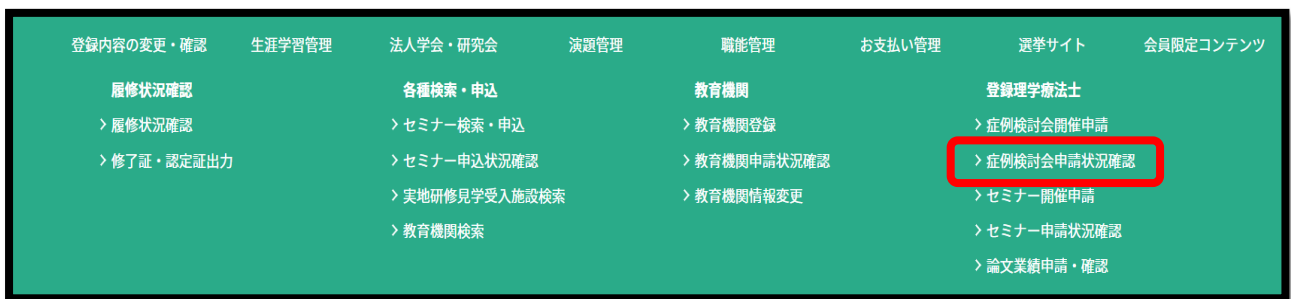 登録内容の変更・確認
生涯学習管理
法人学会・研究会
演題管理
職能管理
お支払い管理
選挙サイト
会員限定コンテンツ
履修状況確認
> 履修状況確認
> 修了証・認定証出力
各種検索・申込
> セミナー検索・申込
> セミナー申込状況確認
> 実地研修見学受入施設検索
> 教育機関検索
教育機関
> 教育機関登録
> 教育機関申請状況確認
> 教育機関情報変更
登録理学療法士
> 症例検討会開催申請
> 症例検討会申請状況確認
> セミナー開催申請
> セミナー申請状況確認
> 論文業績申請・確認